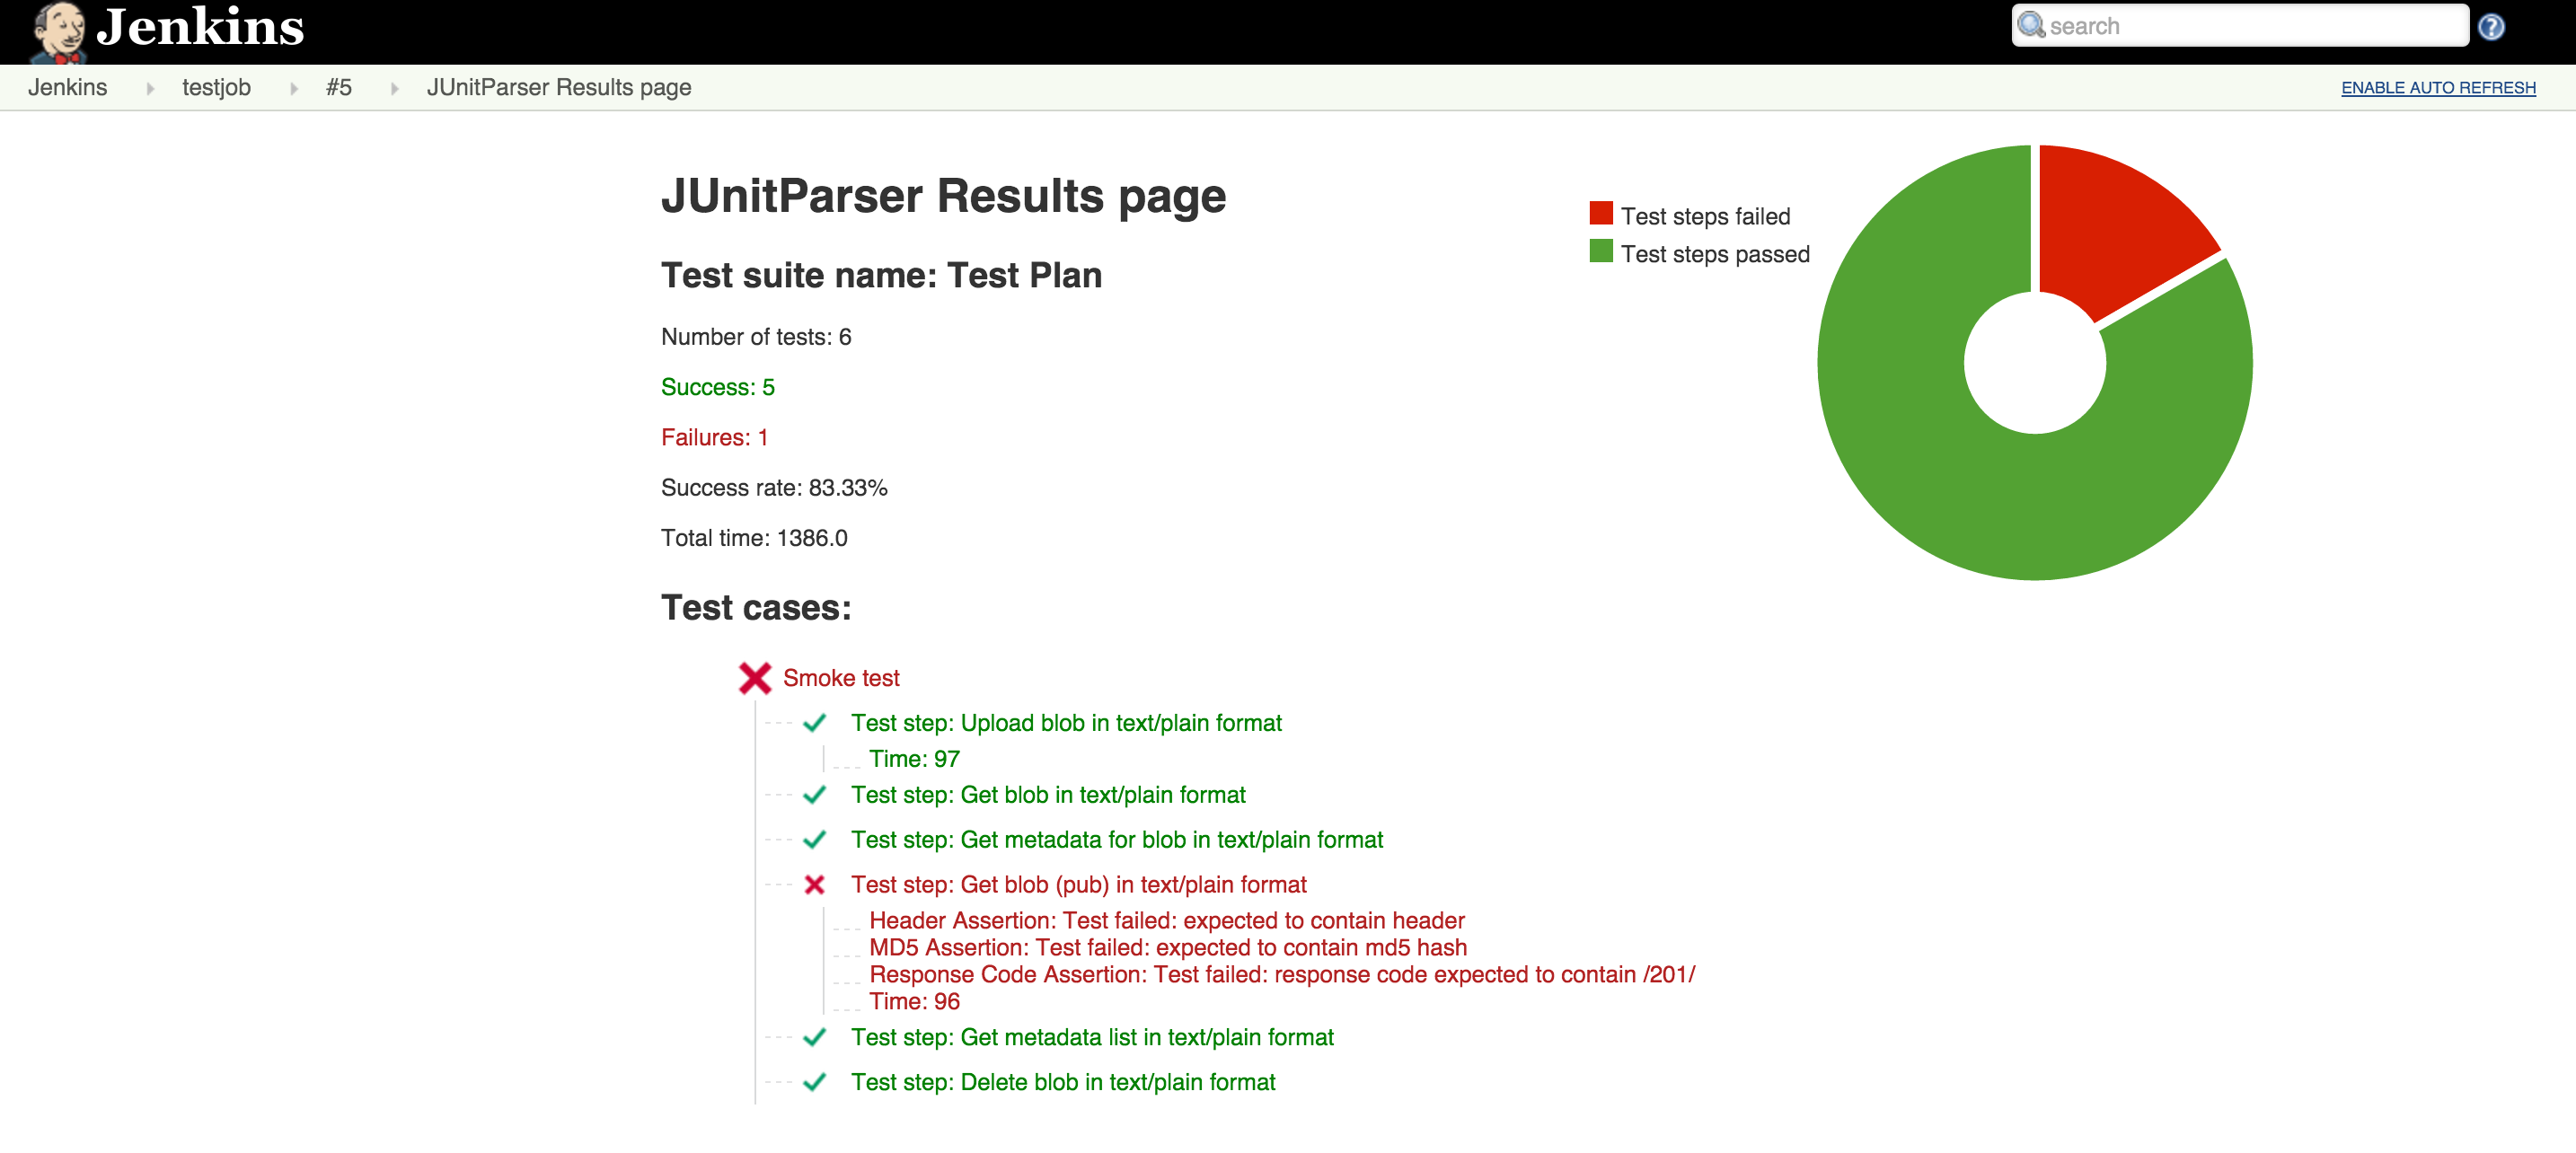 Jenkins
search
?
Jenkins testjob #5 JUnitParser Results page
ENABLE AUTO REFRESH
JUnitParser Results page
Test suite name: Test Plan
Number of tests: 6
Success: 5
Failures: 1
Success rate: 83.33%
Total time: 1386.0
Test steps failed
Test steps passed
Test cases:
Smoke test
Test step: Upload blob in text/plain format
Time: 97
Test step: Get blob in text/plain format
Test step: Get metadata for blob in text/plain format
Test step: Get blob (pub) in text/plain format
Header Assertion: Test failed: expected to contain header
MD5 Assertion: Test failed: expected to contain md5 hash
Response Code Assertion: Test failed: response code expected to contain /201/
Time: 96
Test step: Get metadata list in text/plain format
Test step: Delete blob in text/plain format